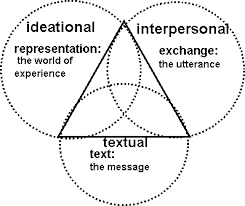 ideational
representation:
the world of
experience
interpersonal
exchange:
the utterance
textual
text:
the message